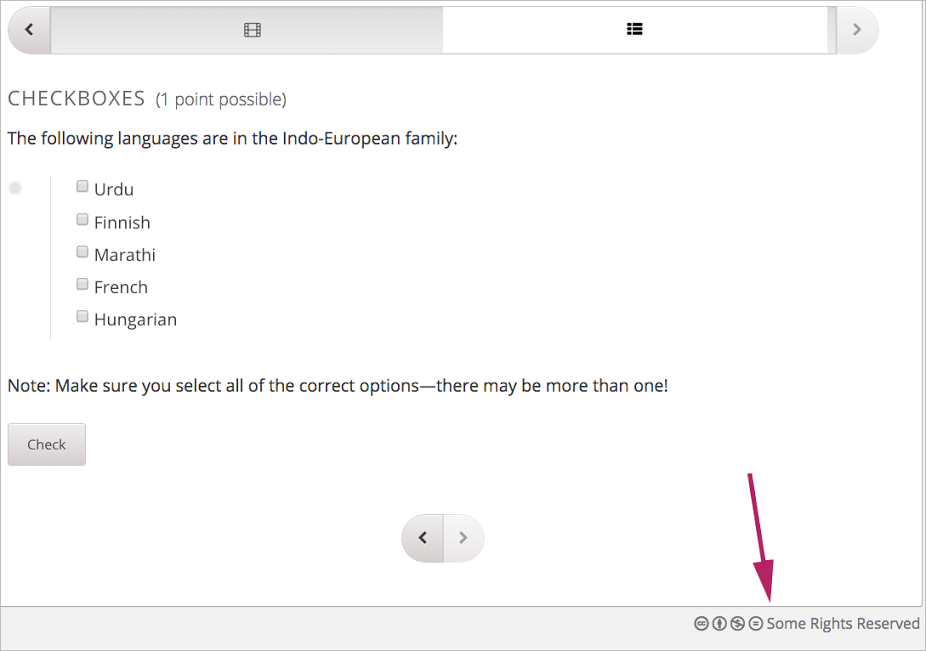 CHECKBOXES (1 point possible)
The following languages are in the Indo-European family:
Urdu
Finnish
Marathi
French
Hungarian
Note: Make sure you select all of the correct options—there may be more than one!
Check
Some Rights Reserved